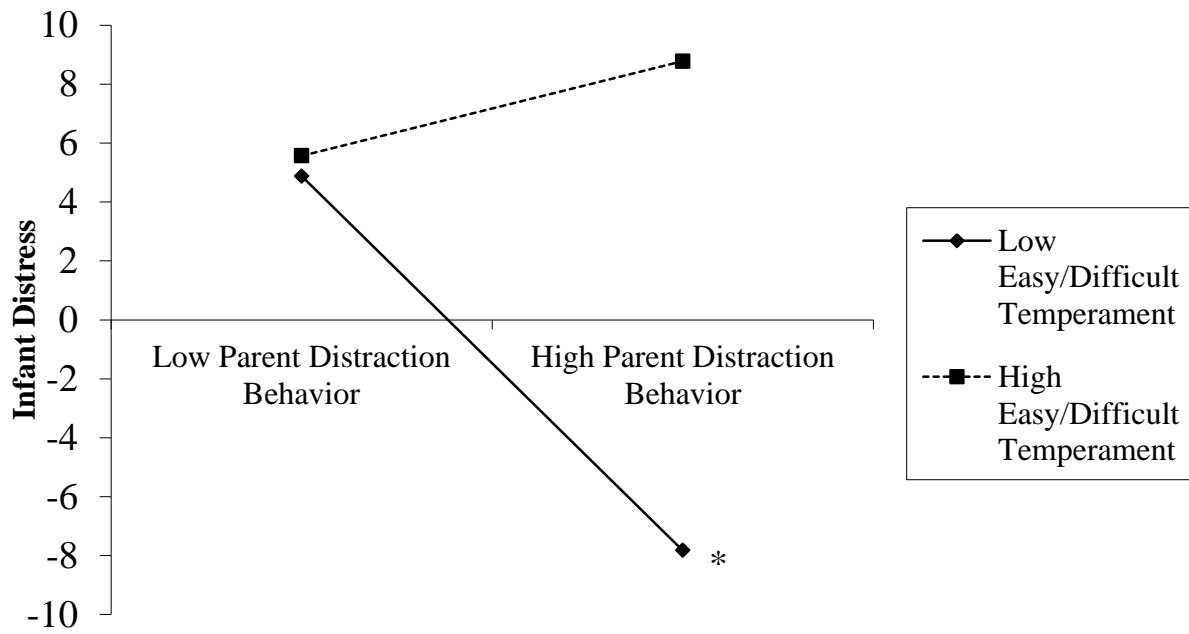 10
8
6
4
2
0
-2
-4
-6
-8
-10
Infant Distress
Low Parent Distraction
Behavior
High Parent Distraction
Behavior
*
Low
Easy/Difficult
Temperament
High
Easy/Difficult
Temperament